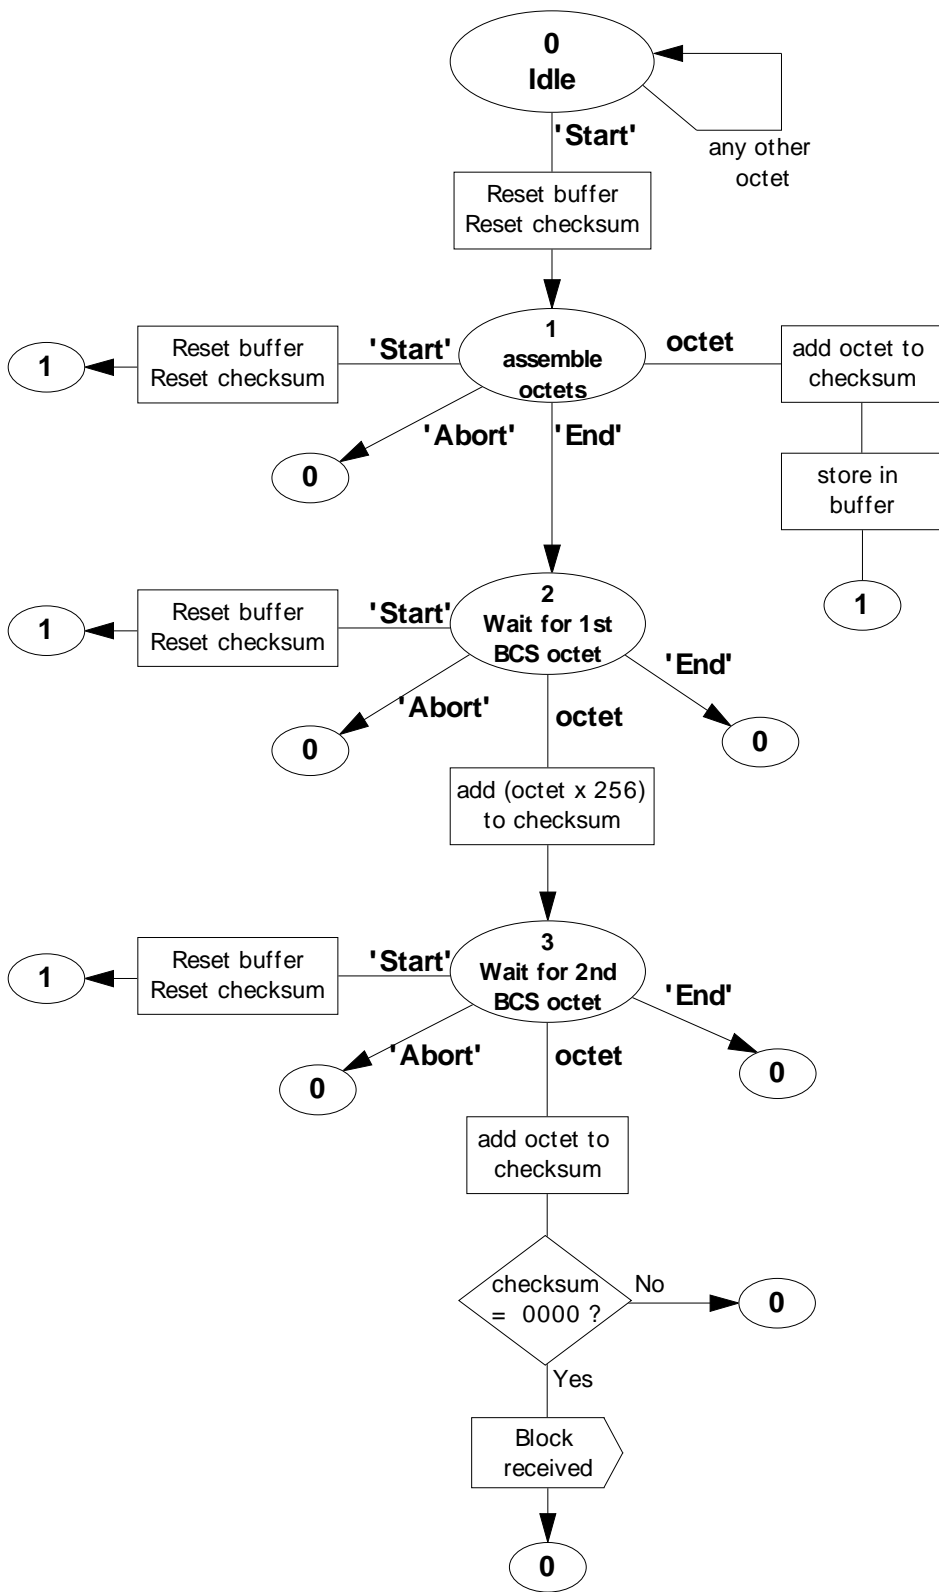 0
Idle
'Start'
any other
octet
Reset buffer
Reset checksum
1
assemble
octets
'Start'
Reset buffer
Reset checksum
1
octet
add octet to
checksum
'Abort'
'End'
0
store in
buffer
1
2
Wait for 1st
BCS octet
'Start'
Reset buffer
Reset checksum
1
'End'
'Abort'
octet
0
0
add (octet x 256)
to checksum
3
Wait for 2nd
BCS octet
'Start'
Reset buffer
Reset checksum
1
'End'
'Abort'
octet
0
0
add octet to
checksum
checksum
= 0000 ?
No
0
Yes
Block
received
0